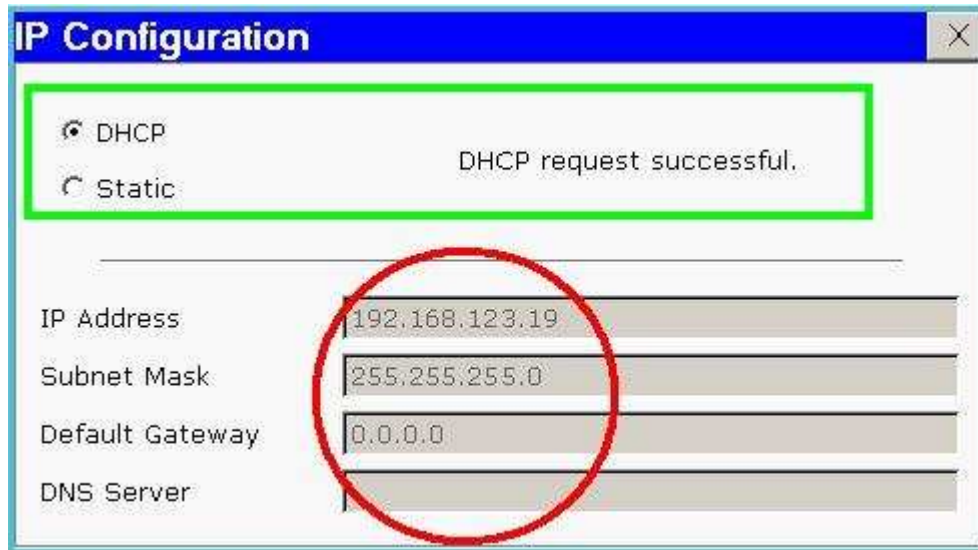 IP Configuration
DHCP
DHCP request successful.
Static
IP Address 192.168.123.19
Subnet Mask 255.255.255.0
Default Gateway 0.0.0.0
DNS Server